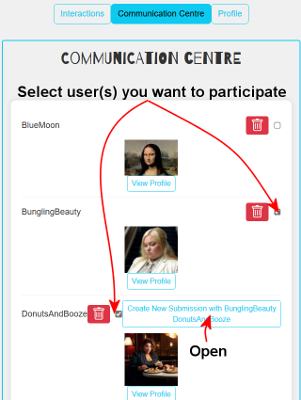 Interactions Communication Centre Profile
COMMUNICATION CENTRE
Select user(s) you want to participate
BlueMoon
View Profile
BunglingBeauty
View Profile
DonutsAndBooze Create New Submission with BunglingBeauty
DonutsAndBooze
Open
View Profile